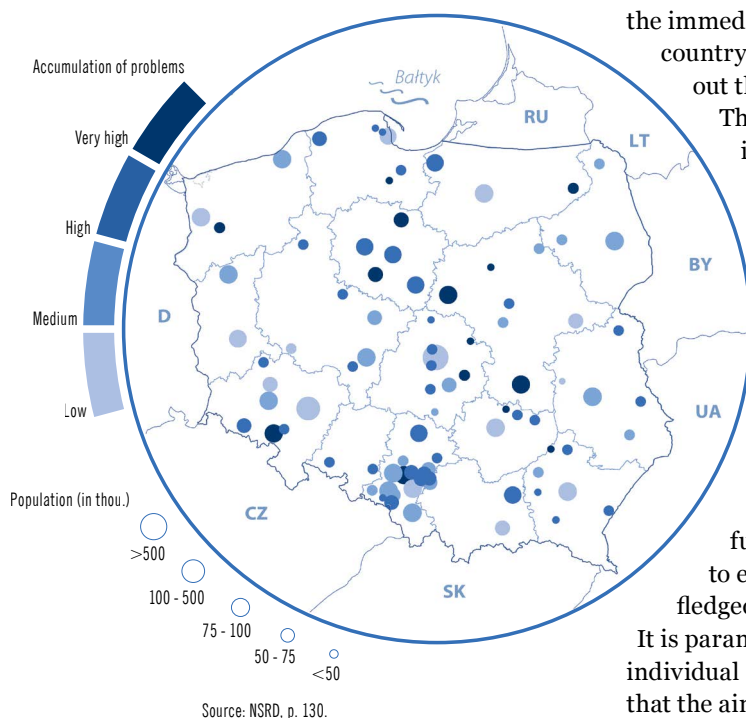 the immed
country
out th
Th
i
Accumulation of problems
Very high
High
Medium
Low
Bałtyk
RU
LT
BY
D
UA
CZ
SK
Population (in thou.)
>500
100 - 500
75 - 100
50 - 75
<50
Source: NSRD, p. 130.
fu
to e
fledged
It is param
individual
that the air